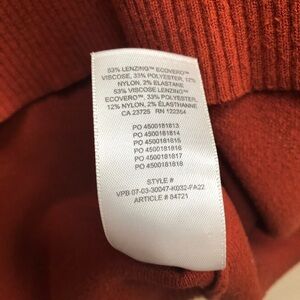 53% LENZING™ ECOVERO™
VISCOSE, 33% POLYESTER, 12%
NYLON, 2% ELASTANE
53% VISCOSE LENZING™
ECOVERO™, 33% POLYESTER,
12% NYLON, 2% ÉLASTHANNE
CA 23725 RN 122354
PO 4500181813
PO 4500181814
PO 4500181815
PO 4500181816
PO 4500181817
PO 4500181818
STYLE #
VPB 07-03-30047-K032-FA22
ARTICLE # 84721